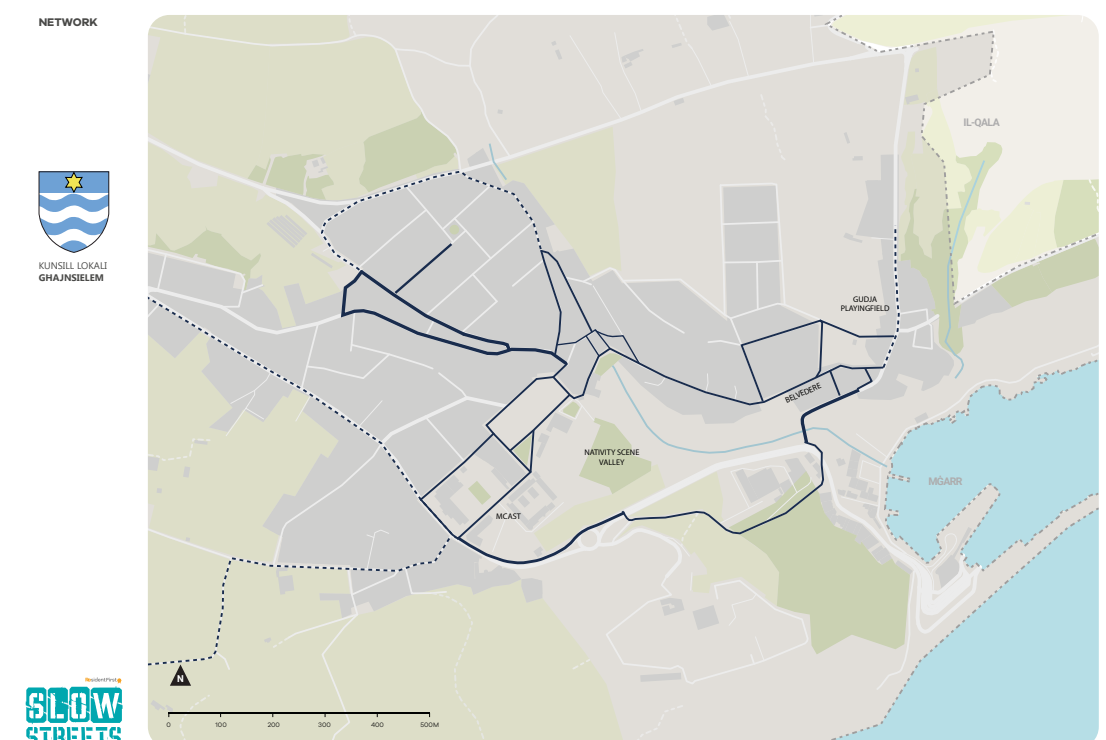 NETWORK
KUNSILL LOKALI
GHAJNSIELEM
IL-QALA
GUDJA
PLAYINGFIELD
BELVEDERE
NATIVITY SCENE
VALLEY
MĠARR
MCAST
N
0 100 200 300 400 500M
ResidentFirst
SLOW
STREETS